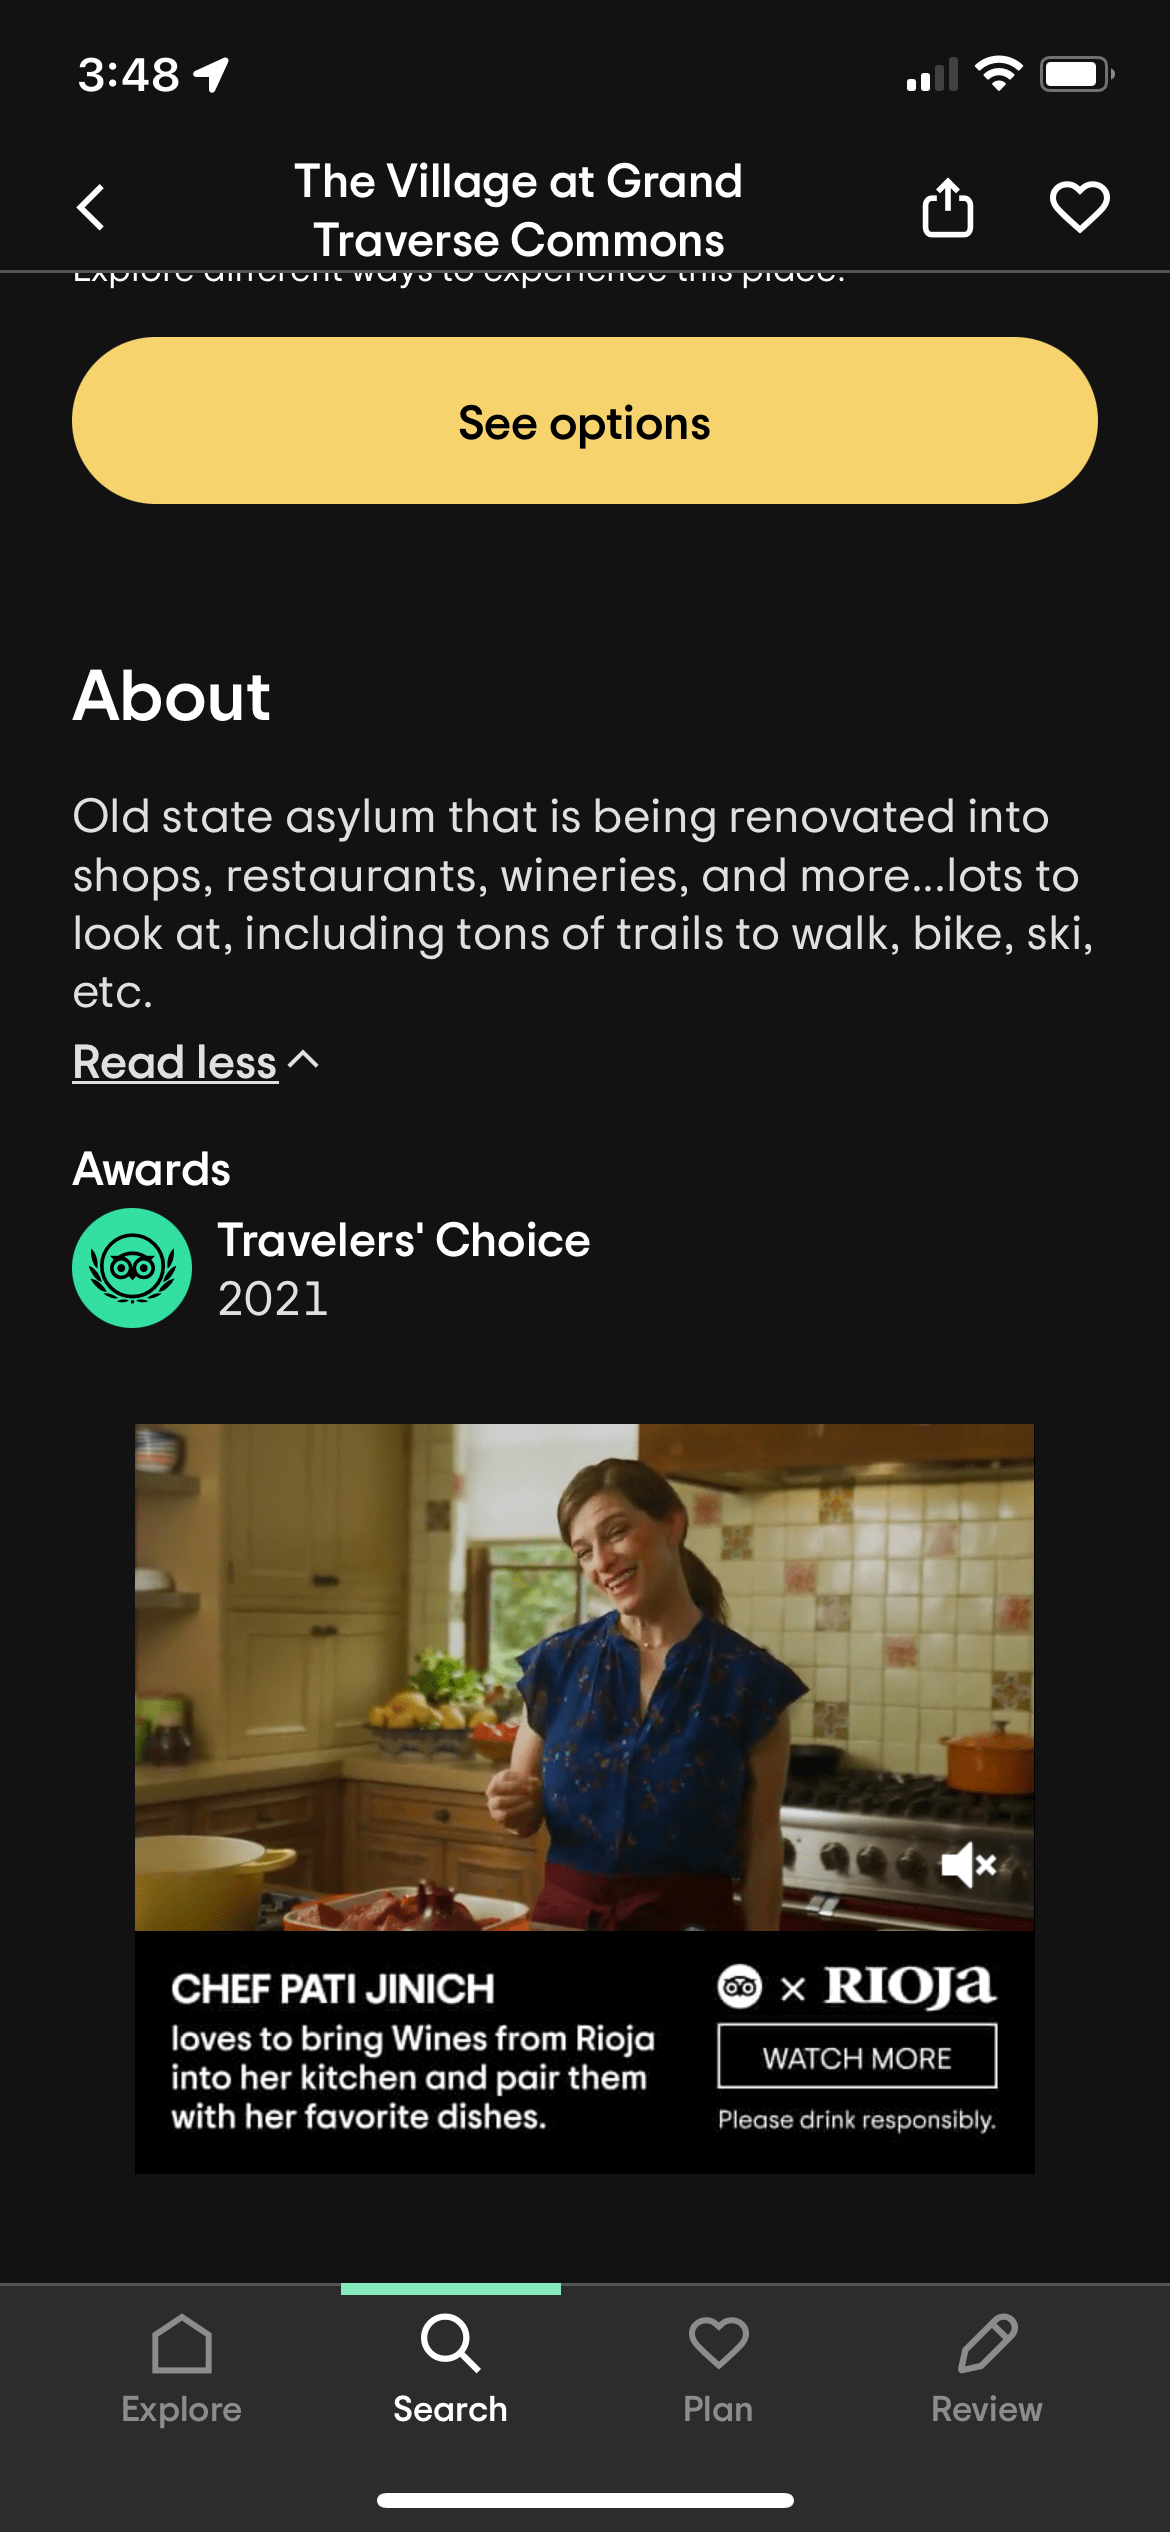 3:48
The Village at Grand
Traverse Commons
Explore different ways to experience this place.
See options
About
Old state asylum that is being renovated into
shops, restaurants, wineries, and more...lots to
look at, including tons of trails to walk, bike, ski,
etc.
Read less
Awards
Travelers' Choice
2021
CHEF PATI JINICH
loves to bring Wines from Rioja
into her kitchen and pair them
with her favorite dishes.
x RIOJa
WATCH MORE
Please drink responsibly.
Explore
Search
Plan
Review